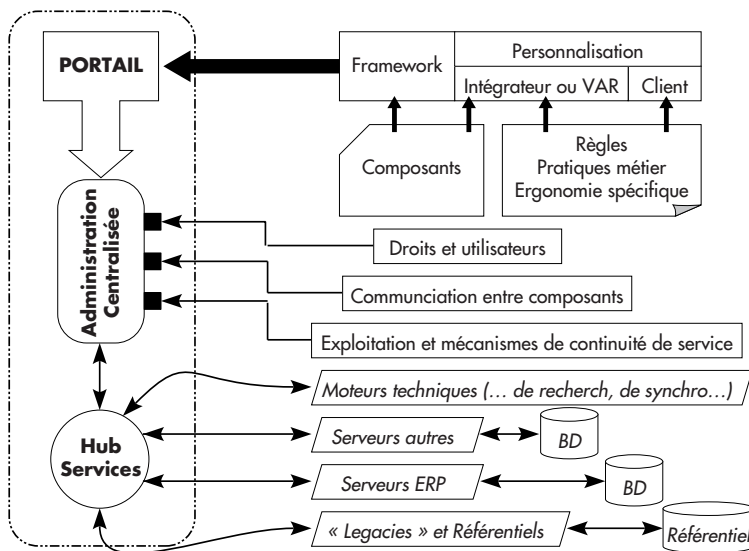 PORTAIL
Framework
Personnalisation
Intégrateur ou VAR
Client
Composants
Règles
Pratiques métier
Ergonomie spécifique
Administration
Centralisée
Droits et utilisateurs
Communciation entre composants
Exploitation et mécanismes de continuité de service
Moteurs techniques (… de recherch, de synchro…)
Hub
Services
Serveurs autres
BD
Serveurs ERP
BD
« Legacies » et Référentiels
Référentiel